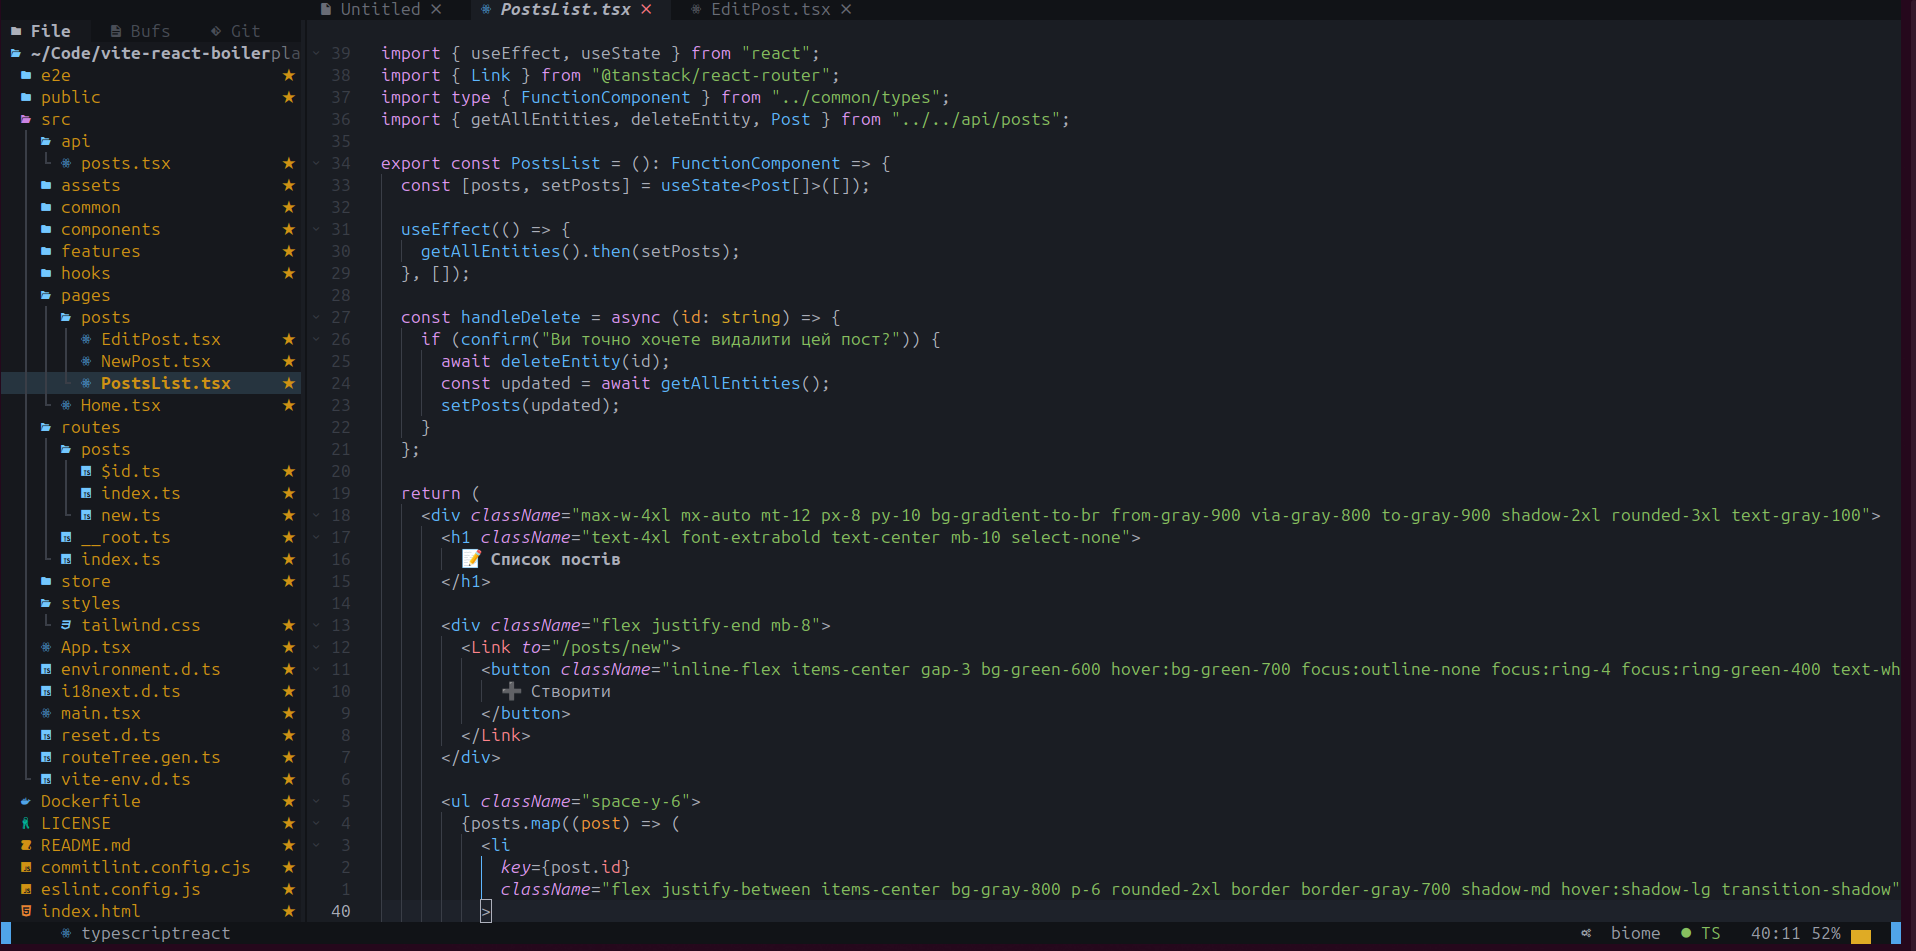 Untitled × PostsList.tsx × EditPost.tsx ×
File Bufs Git
~/Code/vite-react-boilerpla
e2e ★
public ★
src
api
posts.tsx ★
assets ★
common ★
components ★
features ★
hooks ★
pages
posts
EditPost.tsx ★
NewPost.tsx ★
PostsList.tsx ★
Home.tsx ★
routes
posts
$id.ts ★
index.ts ★
new.ts ★
__root.ts ★
index.ts ★
store ★
styles
tailwind.css ★
App.tsx ★
environment.d.ts ★
i18next.d.ts ★
main.tsx ★
reset.d.ts ★
routeTree.gen.ts ★
vite-env.d.ts ★
Dockerfile ★
LICENSE ★
README.md ★
commitlint.config.cjs ★
eslint.config.js ★
index.html ★
39 import { useEffect, useState } from "react";
38 import { Link } from "@tanstack/react-router";
37 import type { FunctionComponent } from "../common/types";
36 import { getAllEntities, deleteEntity, Post } from "../../api/posts";
35
34 export const PostsList = (): FunctionComponent => {
33 const [posts, setPosts] = useState<Post[]>([]);
32
31 useEffect(() => {
30 getAllEntities().then(setPosts);
29 }, []);
28
27 const handleDelete = async (id: string) => {
26 if (confirm("Ви точно хочете видалити цей пост?")) {
25 await deleteEntity(id);
24 const updated = await getAllEntities();
23 setPosts(updated);
22 }
21 };
20
19 return (
18 <div className="max-w-4xl mx-auto mt-12 px-8 py-10 bg-gradient-to-br from-gray-900 via-gray-800 to-gray-900 shadow-2xl rounded-3xl text-gray-100">
17 <h1 className="text-4xl font-extrabold text-center mb-10 select-none">
16 📝 Список постів
15 </h1>
14
13 <div className="flex justify-end mb-8">
12 <Link to="/posts/new">
11 <button className="inline-flex items-center gap-3 bg-green-600 hover:bg-green-700 focus:outline-none focus:ring-4 focus:ring-green-400 text-wh
10 ➕ Створити
9 </button>
8 </Link>
7 </div>
6
5 <ul className="space-y-6">
4 {posts.map((post) => (
3 <li
2 key={post.id}
1 className="flex justify-between items-center bg-gray-800 p-6 rounded-2xl border border-gray-700 shadow-md hover:shadow-lg transition-shadow"
40 >
typescriptreact biome TS 40:11 52%